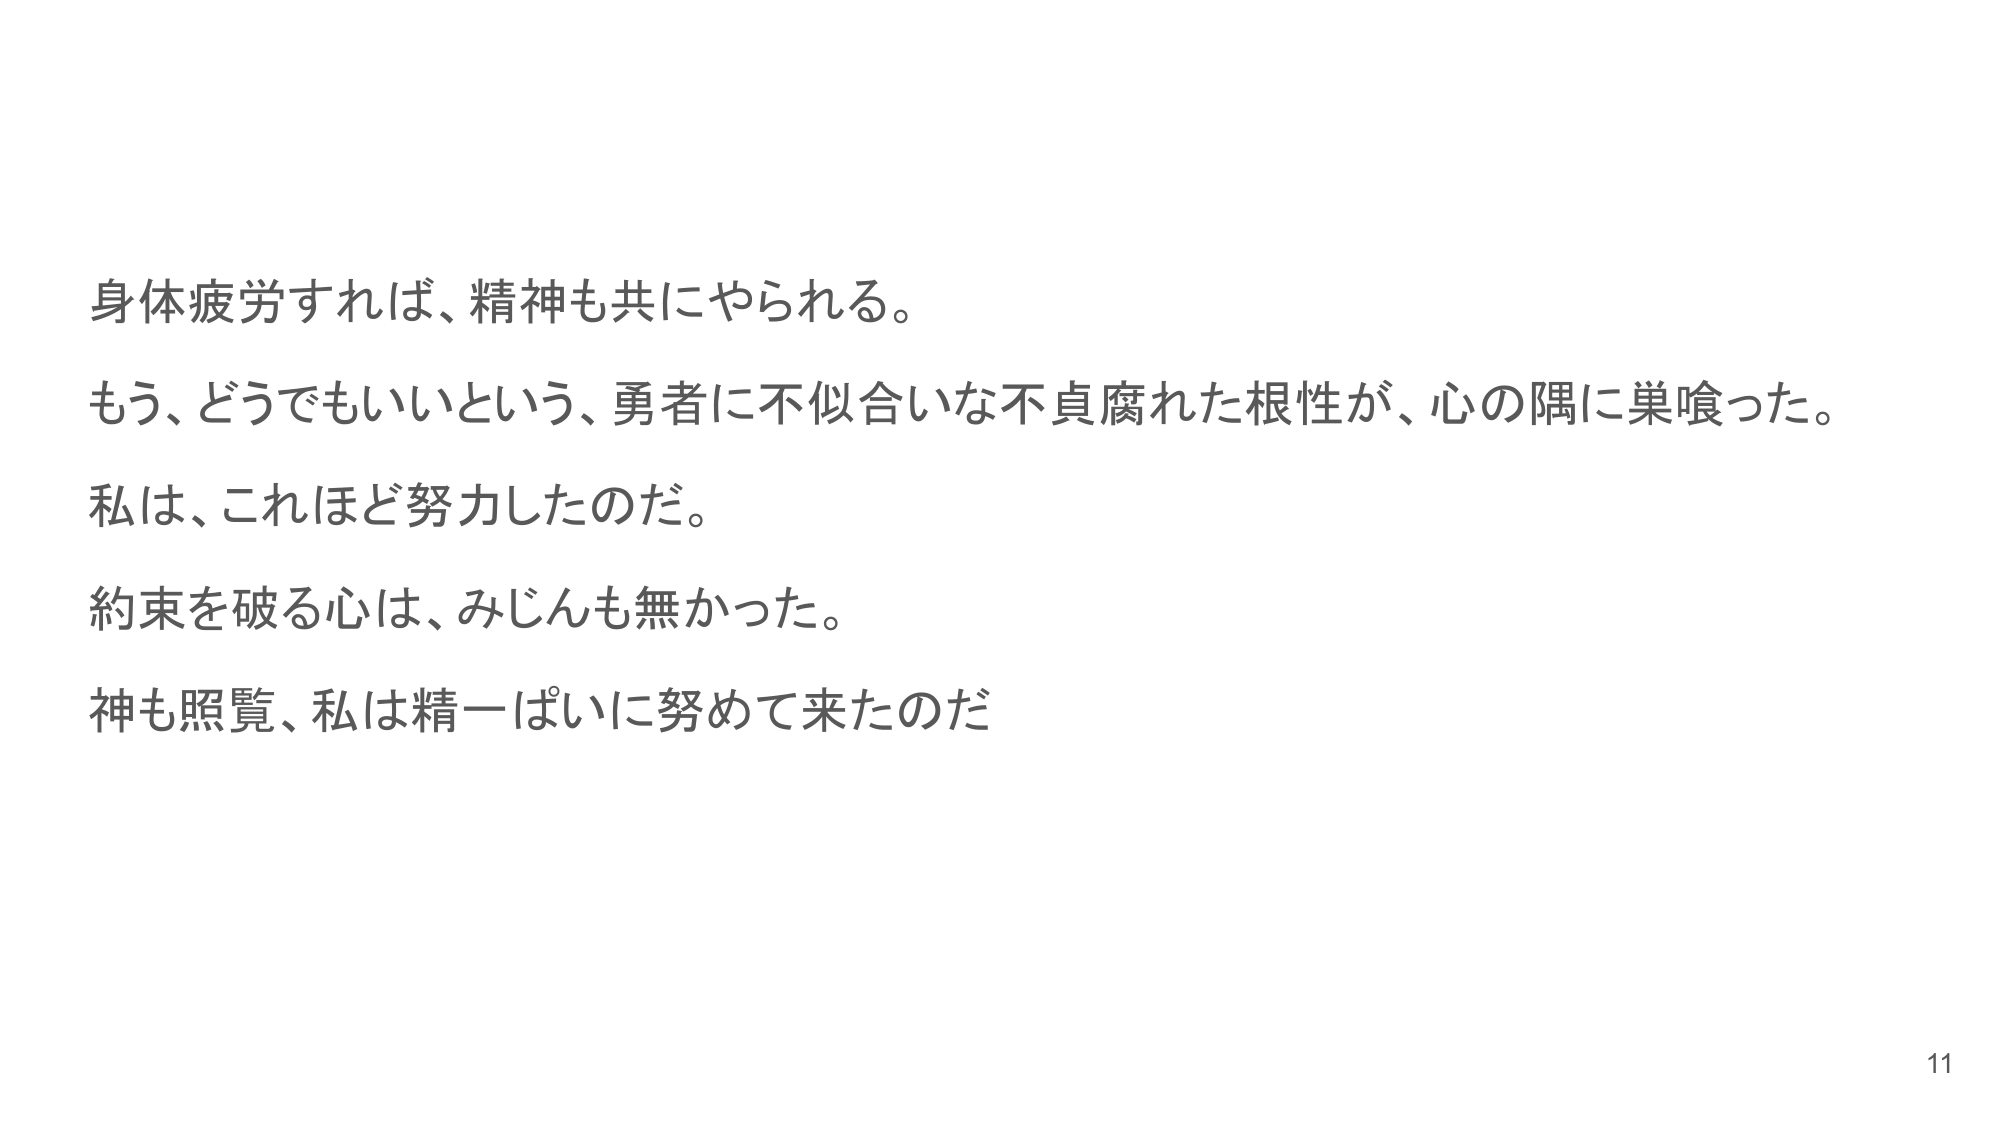 身体疲労すれば、精神も共にやられる。
もう、どうでもいいという、勇者に不似合いな不貞腐れた根性が、心の隅に巣喰った。
私は、これほど努力したのだ。
約束を破る心は、みじんも無かった。
神も照覧、私は精一ぱいに努めて来たのだ
11